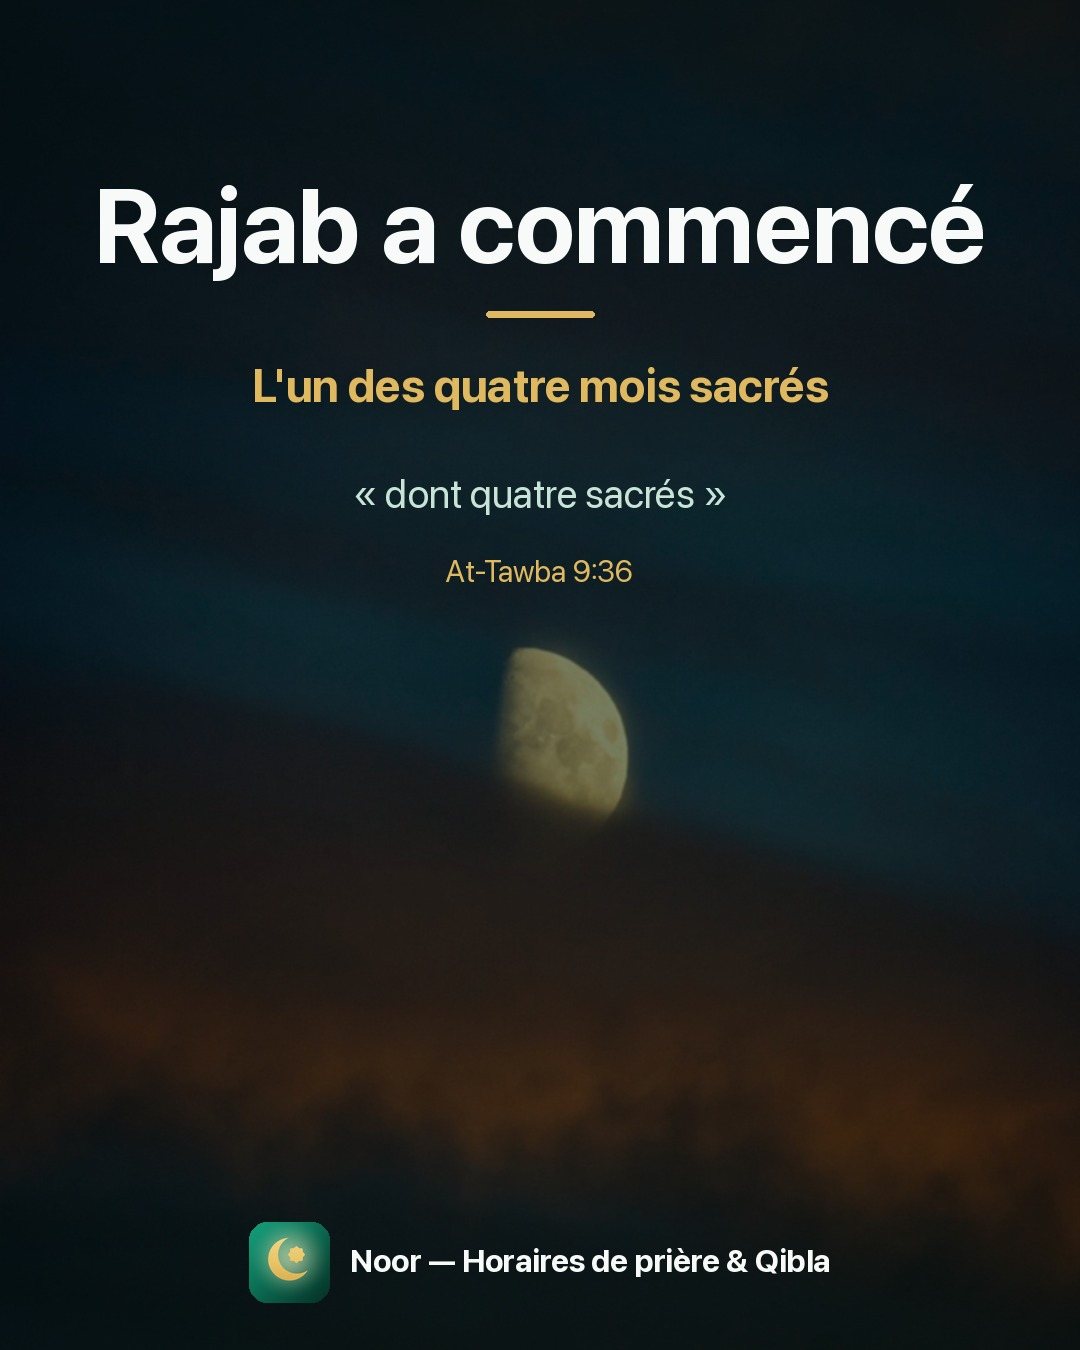 Rajab a commencé
L'un des quatre mois sacrés
« dont quatre sacrés »
At-Tawba 9:36
Noor — Horaires de prière & Qibla